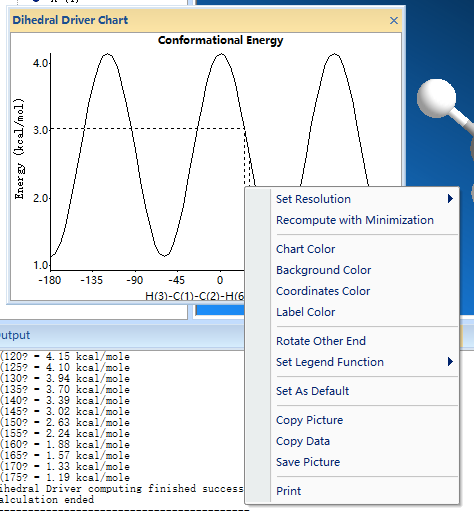 Dihedral Driver Chart
Conformational Energy
4.0
3.0
2.0
1.0
Energy (kcal/mol)
-180 -135 -90 -45 0
H(3)-C(1)-C(2)-H(6
Set Resolution
Recompute with Minimization
Chart Color
Background Color
Coordinates Color
Label Color
Rotate Other End
Set Legend Function
Set As Default
Copy Picture
Copy Data
Save Picture
Print
utput
(120? = 4.15 kcal/mole
(125? = 4.10 kcal/mole
(130? = 3.94 kcal/mole
(135? = 3.70 kcal/mole
(140? = 3.39 kcal/mole
(145? = 3.02 kcal/mole
(150? = 2.63 kcal/mole
(155? = 2.24 kcal/mole
(160? = 1.88 kcal/mole
(165? = 1.57 kcal/mole
(170? = 1.33 kcal/mole
(175? = 1.19 kcal/mole
ihedral Driver computing finished success
alculation ended